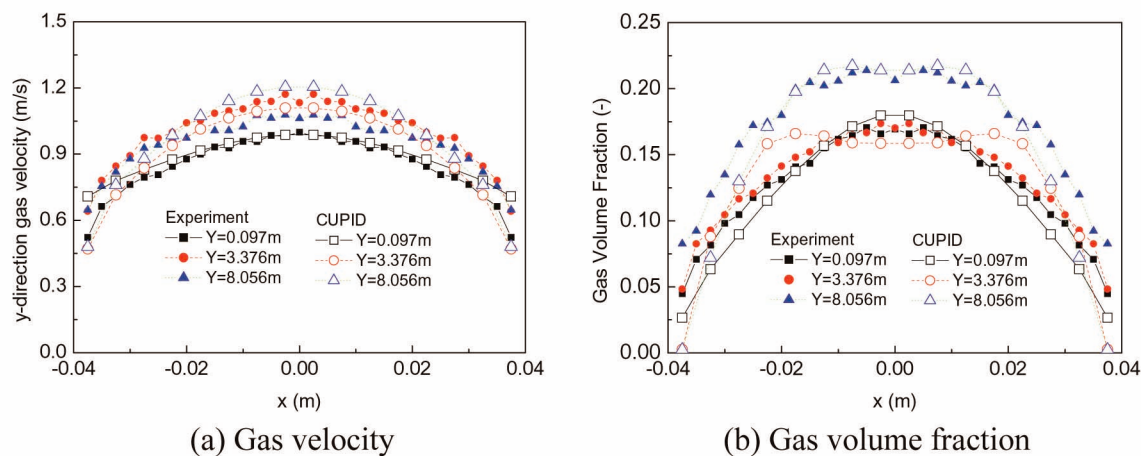 1.5
1.2
0.9
0.6
0.3
0.0
y-direction gas velocity (m/s)
Experiment CUPID
Y=0.097m Y=0.097m
Y=3.376m Y=3.376m
Y=8.056m Y=8.056m
-0.04 -0.02 0.00 0.02 0.04
x (m)
(a) Gas velocity
0.25
0.20
0.15
0.10
0.05
0.00
Gas Volume Fraction (-)
Experiment CUPID
Y=0.097m Y=0.097m
Y=3.376m Y=3.376m
Y=8.056m Y=8.056m
-0.04 -0.02 0.00 0.02 0.04
x (m)
(b) Gas volume fraction